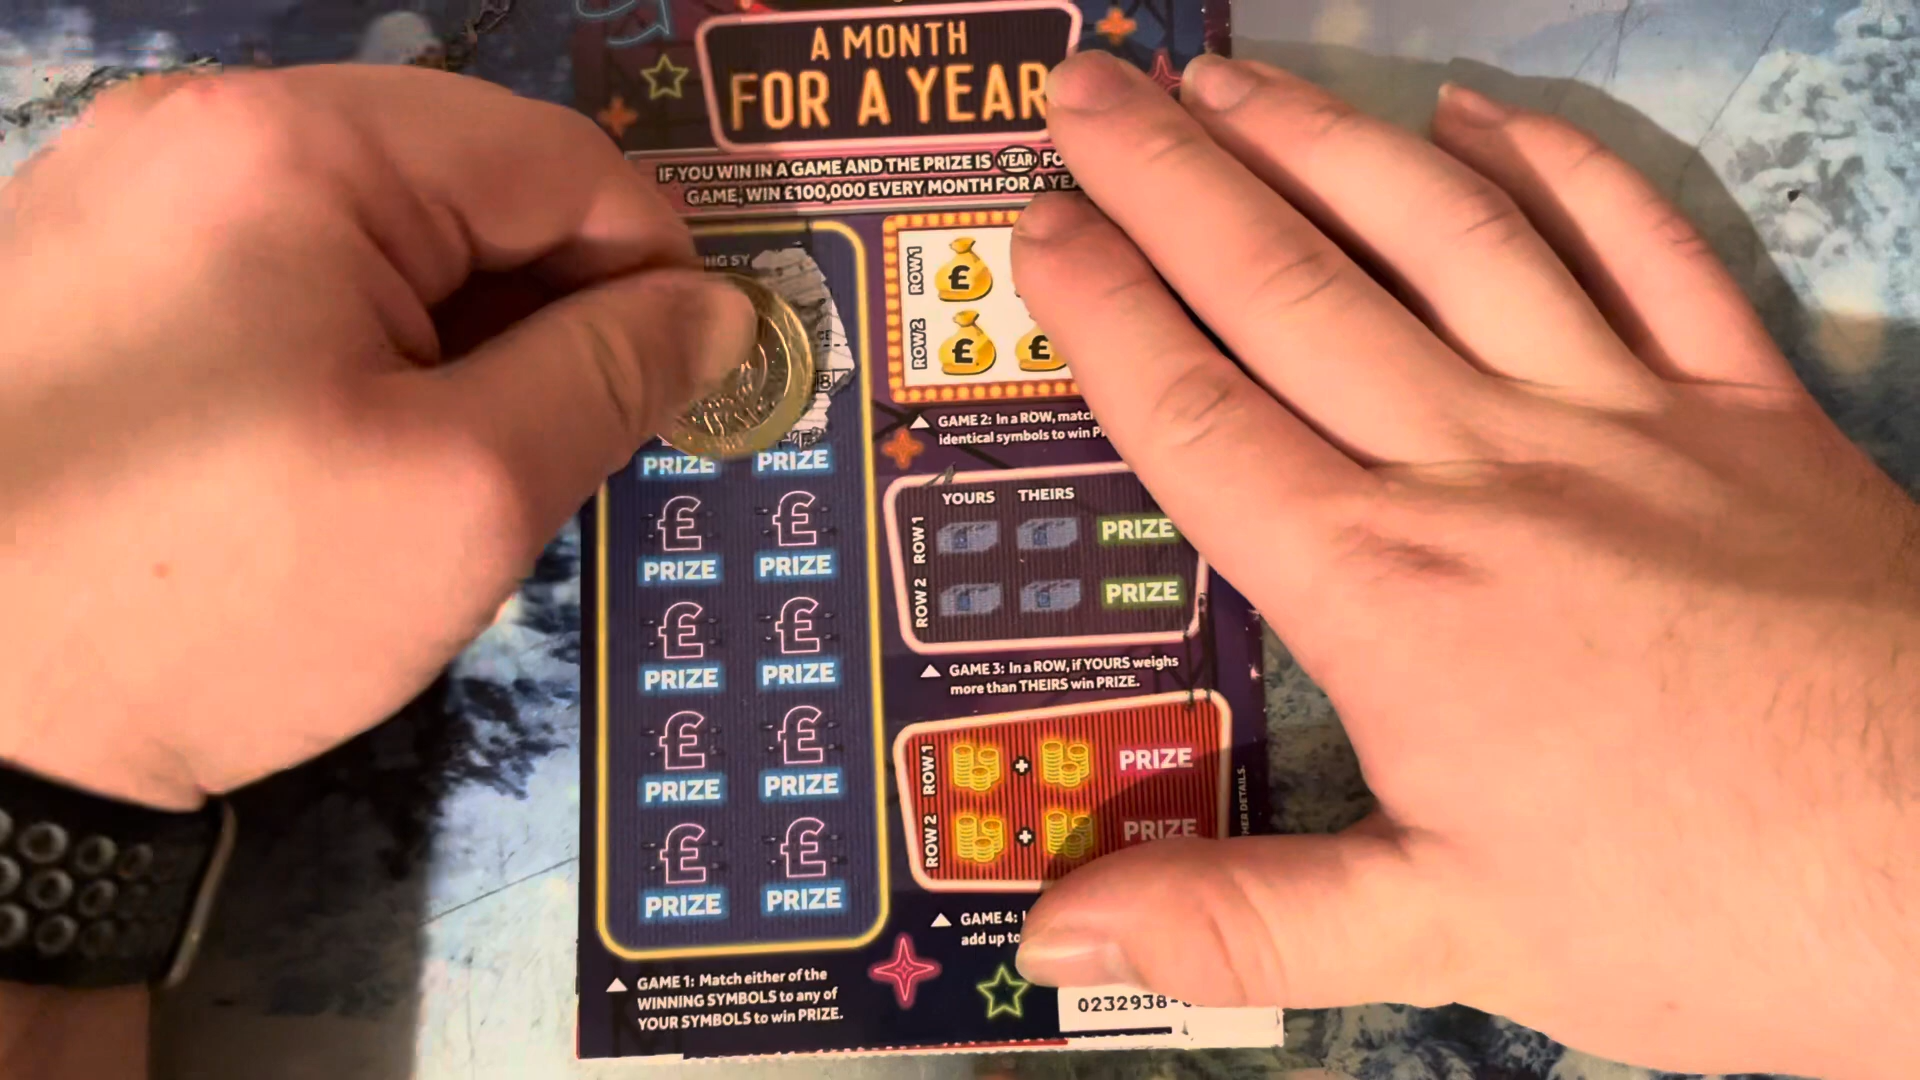 A MONTH
FOR A YEAR
IF YOU WIN IN A GAME AND THE PRIZE IS YEAR
GAME, WIN £100,000 EVERY MONTH FOR A
ROW 1 £
ROW 2 £ £
GAME 2: In a ROW,
identical symbols to win
PRIZE PRIZE
£ £
PRIZE PRIZE
£ £
PRIZE PRIZE
£ £
PRIZE PRIZE
£ £
PRIZE PRIZE
GAME 1: Match either of the
WINNING SYMBOLS to any of
YOUR SYMBOLS to win PRIZE.
YOURS THEIRS
ROW 1 PRIZE
ROW 2 PRIZE
GAME 3: In a ROW, if YOURS weighs
more than THEIRS win PRIZE.
ROW 1 + PRIZE
ROW 2 + PRIZE
GAME 4:
add up to
0232938-
DETAILS.